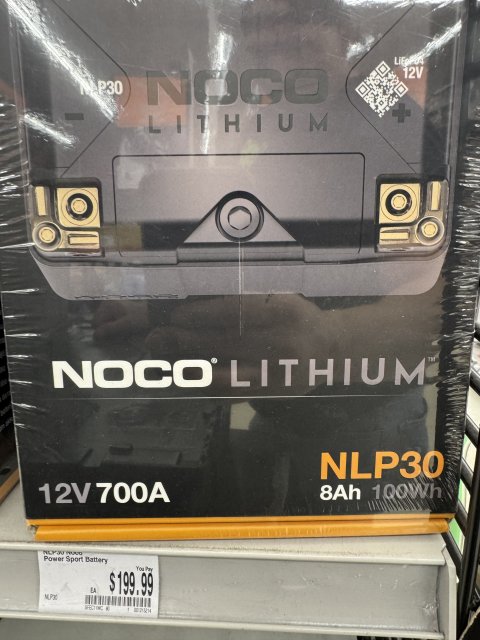 NLP30
NOCO
LITHIUM
LiFePO4
12V
-
+
NOCO® LITHIUM™
NLP30
12V 700A
8Ah 100Wh
NLP30 NOCO
Power Sport Battery
You Pay
EA
$199.99
NLP30